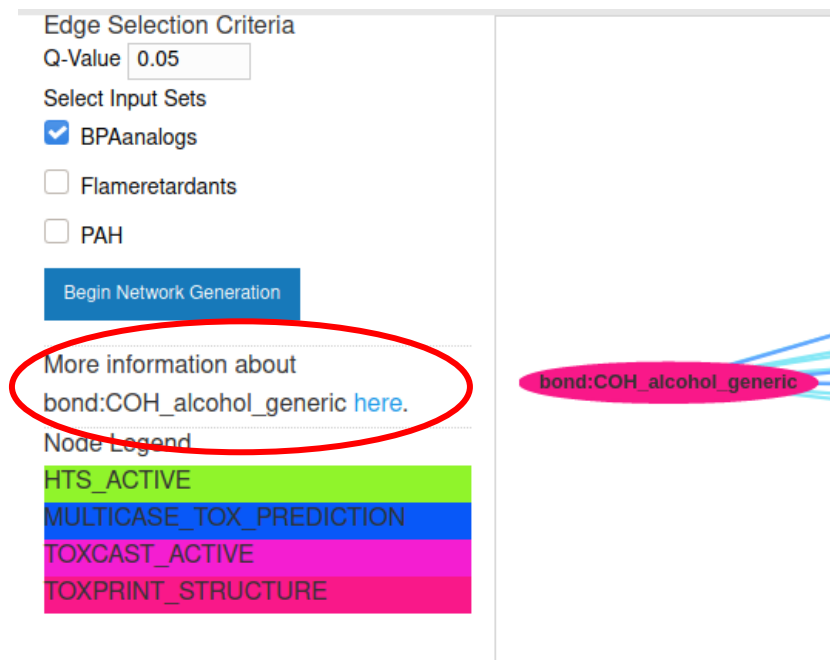 Edge Selection Criteria
Q-Value 0.05
Select Input Sets
BPAanalogs
Flameretardants
PAH
Begin Network Generation
More information about
bond:COH_alcohol_generic here.
Node Legend
HTS_ACTIVE
MULTICASE_TOX_PREDICTION
TOXCAST_ACTIVE
TOXPRINT_STRUCTURE
bond:COH_alcohol_generic